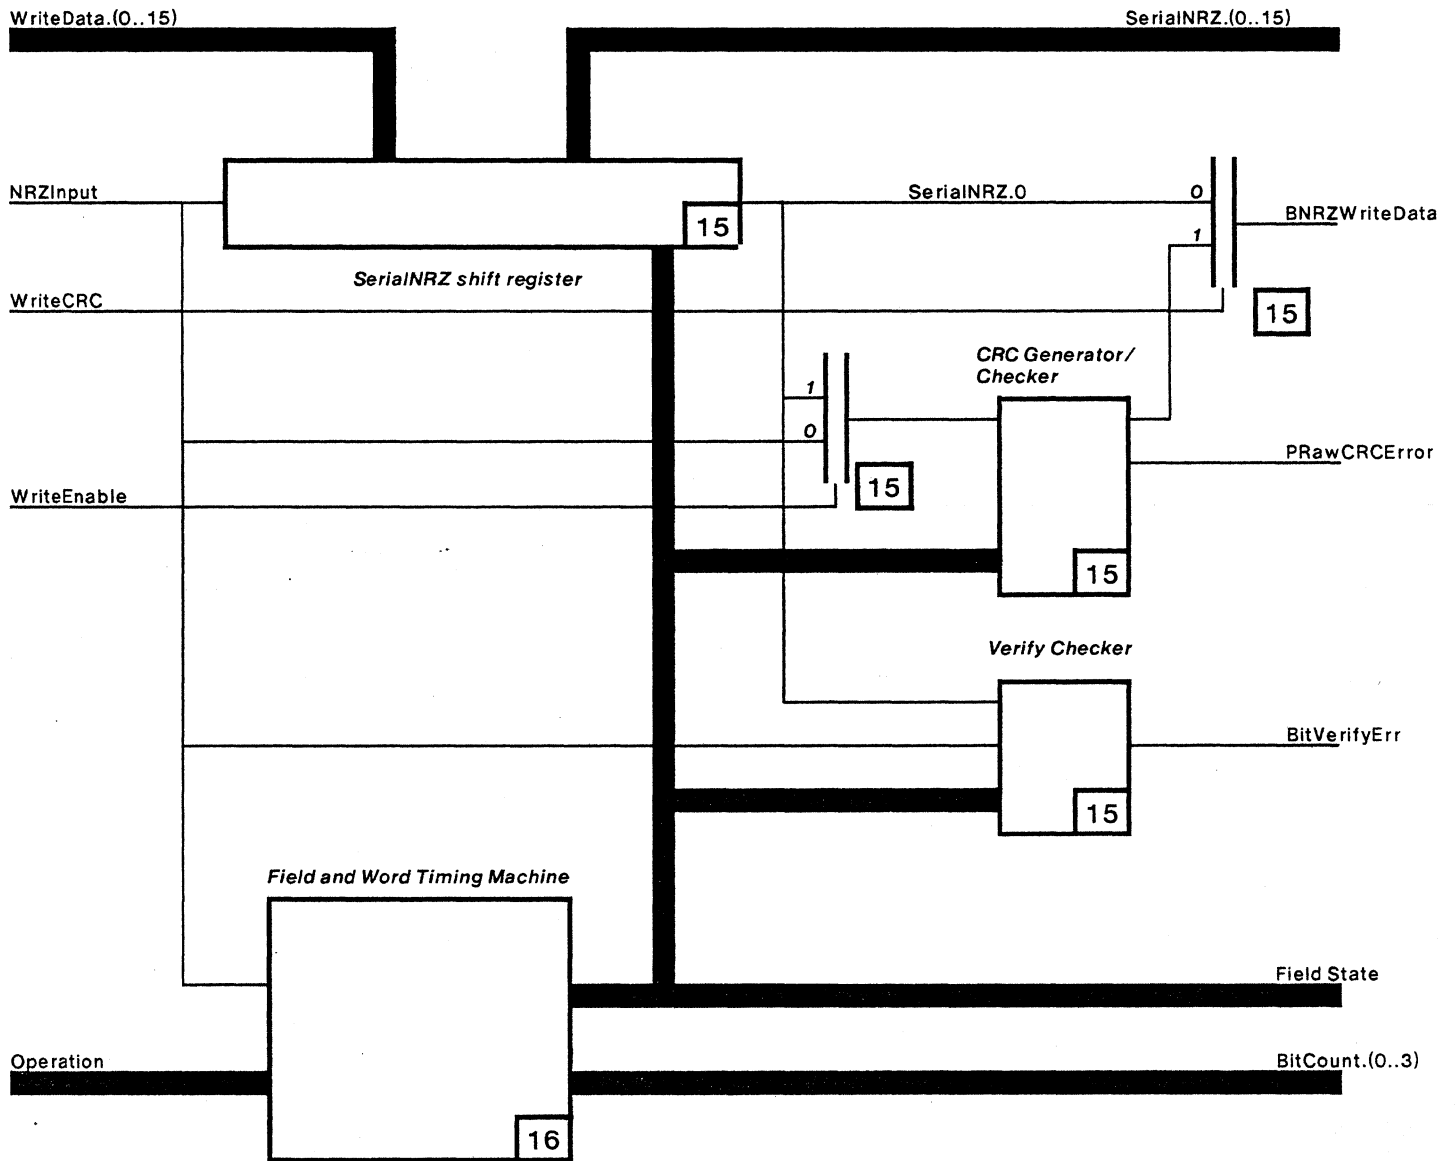 WriteData.(0..15)
SerialNRZ.(0..15)
NRZInput
SerialNRZ.0
0
BNRZWriteData
15
1
SerialNRZ shift register
WriteCRC
15
CRC Generator/
Checker
1
0
PRawCRCError
WriteEnable
15
15
Verify Checker
BitVerifyErr
15
Field and Word Timing Machine
Field State
Operation
BitCount.(0..3)
16